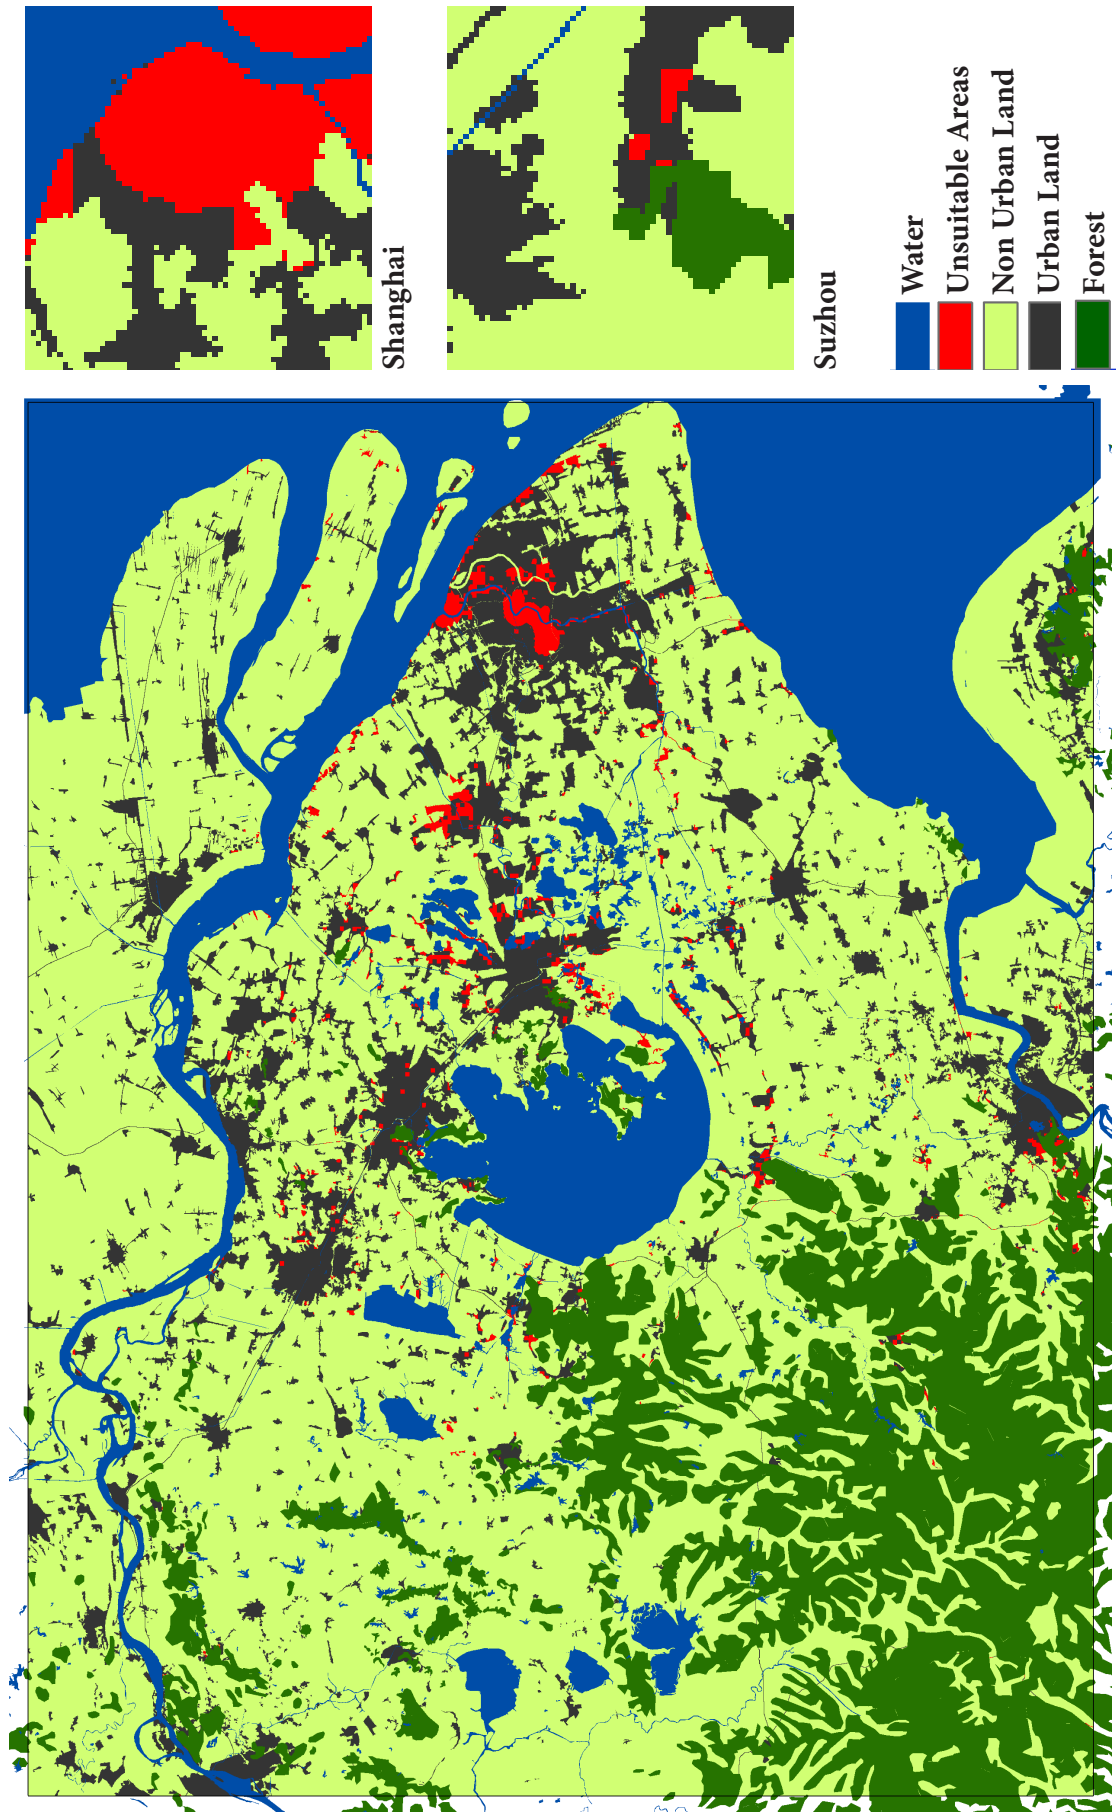 Shanghai
Suzhou
Water
Unsuitable Areas
Non Urban Land
Urban Land
Forest